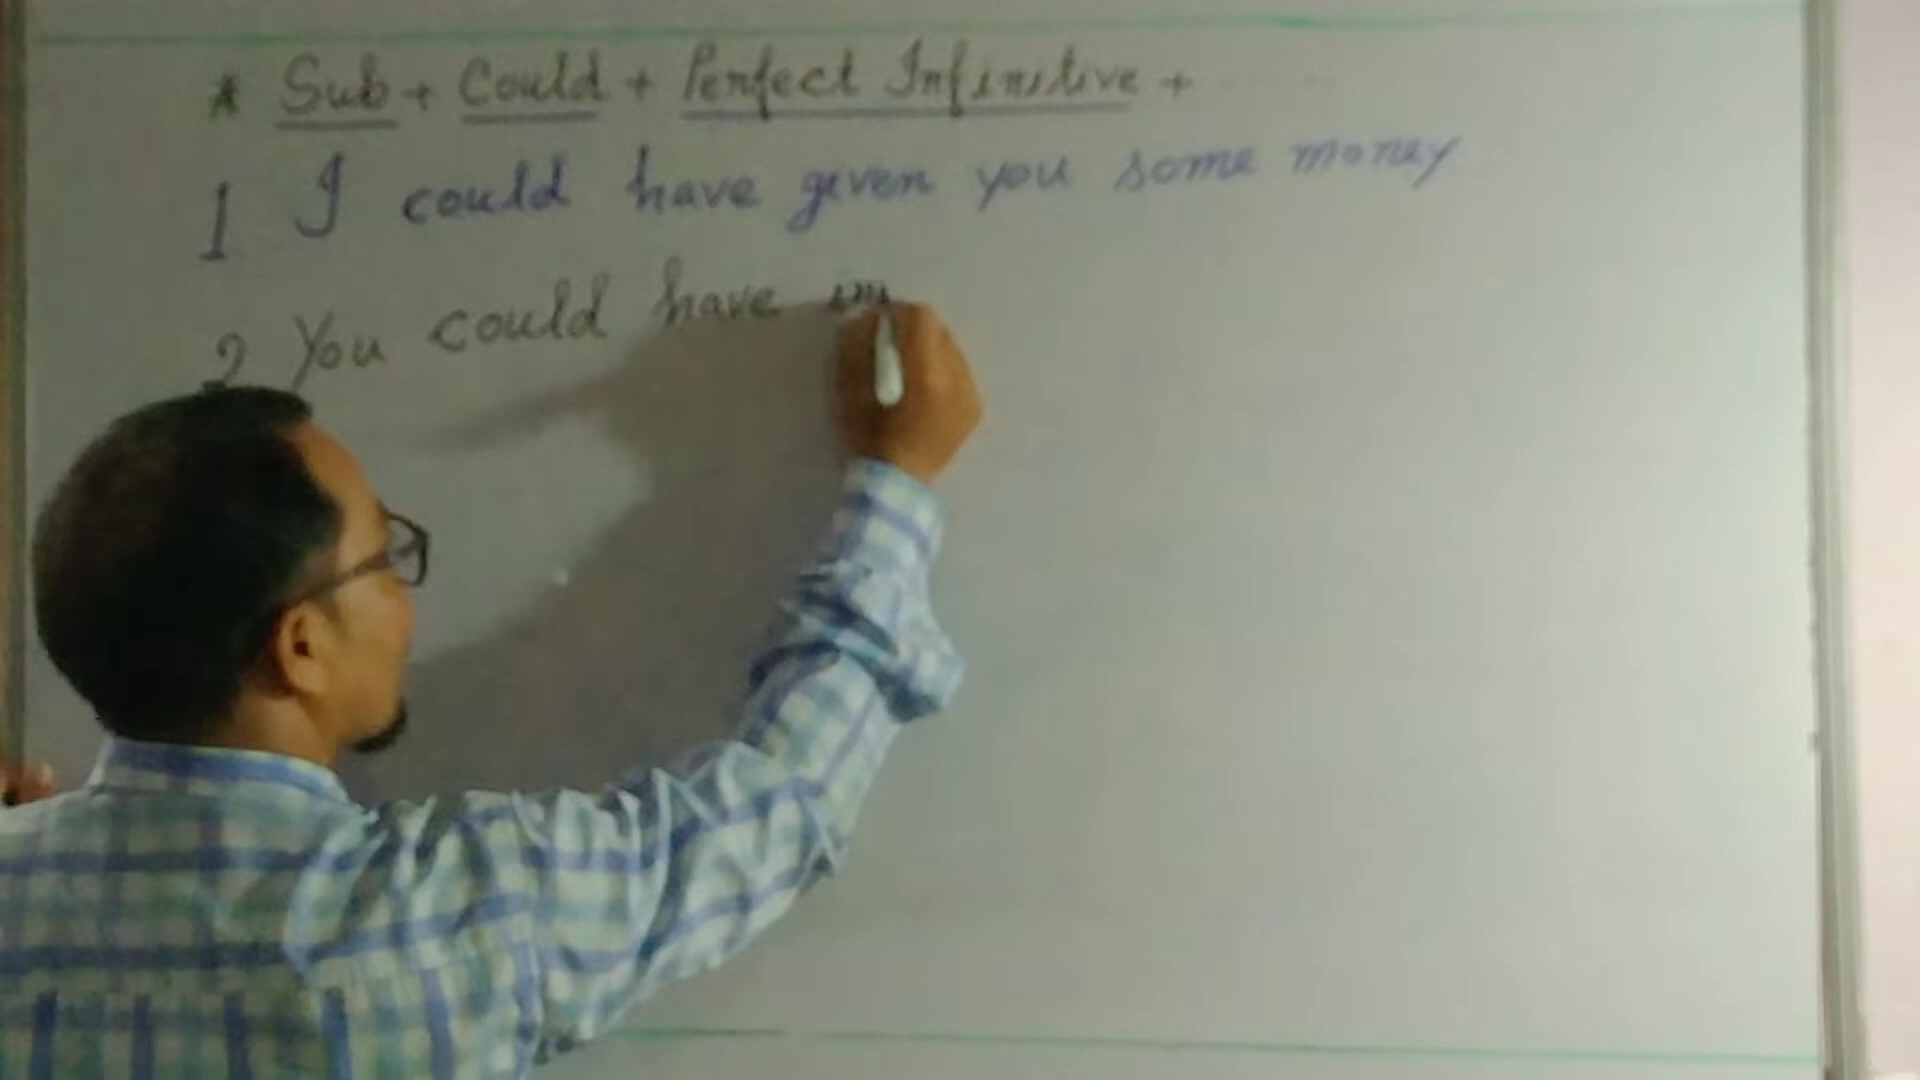 * Sub + Could + Perfect Infinitive +
1 I could have given you some money
2 You could have